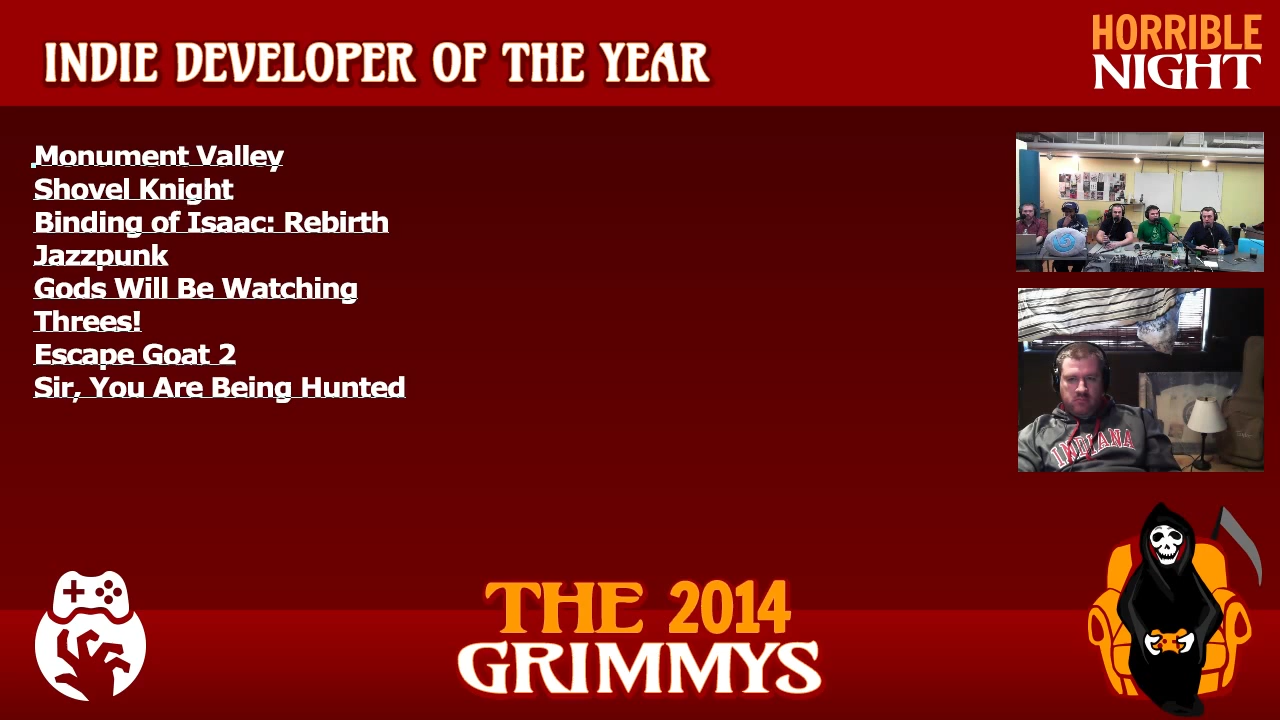 INDIE DEVELOPER OF THE YEAR
HORRIBLE
NIGHT
Monument Valley
Shovel Knight
Binding of Isaac: Rebirth
Jazzpunk
Gods Will Be Watching
Threes!
Escape Goat 2
Sir, You Are Being Hunted
INDIANA
THE 2014
GRIMMYS